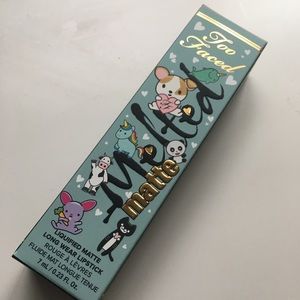 Too
Faced
Melted
matte
LIQUIFIED MATTE
LONG WEAR LIPSTICK
ROUGE À LÈVRES
FLUIDE MAT LONGUE TENUE
7 mL/0.23 Fl. Oz.